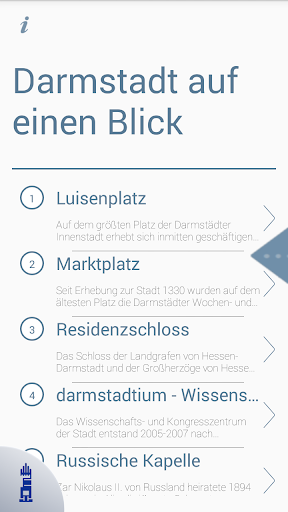 i
Darmstadt auf
einen Blick
1 Luisenplatz
Auf dem größten Platz der Darmstädter
Innenstadt erhebt sich inmitten geschäftigen...
2 Marktplatz
Seit Erhebung zur Stadt 1330 wurden auf dem
ältesten Platz die Darmstädter Wochen- und...
3 Residenzschloss
Das Schloss der Landgrafen von Hessen-
Darmstadt und der Großherzöge von Hesse...
4 darmstadtium - Wissens...
Das Wissenschafts- und Kongresszentrum
der Stadt entstand 2005-2007 nach...
5 Russische Kapelle
Zar Nikolaus II. von Russland heiratete 1894